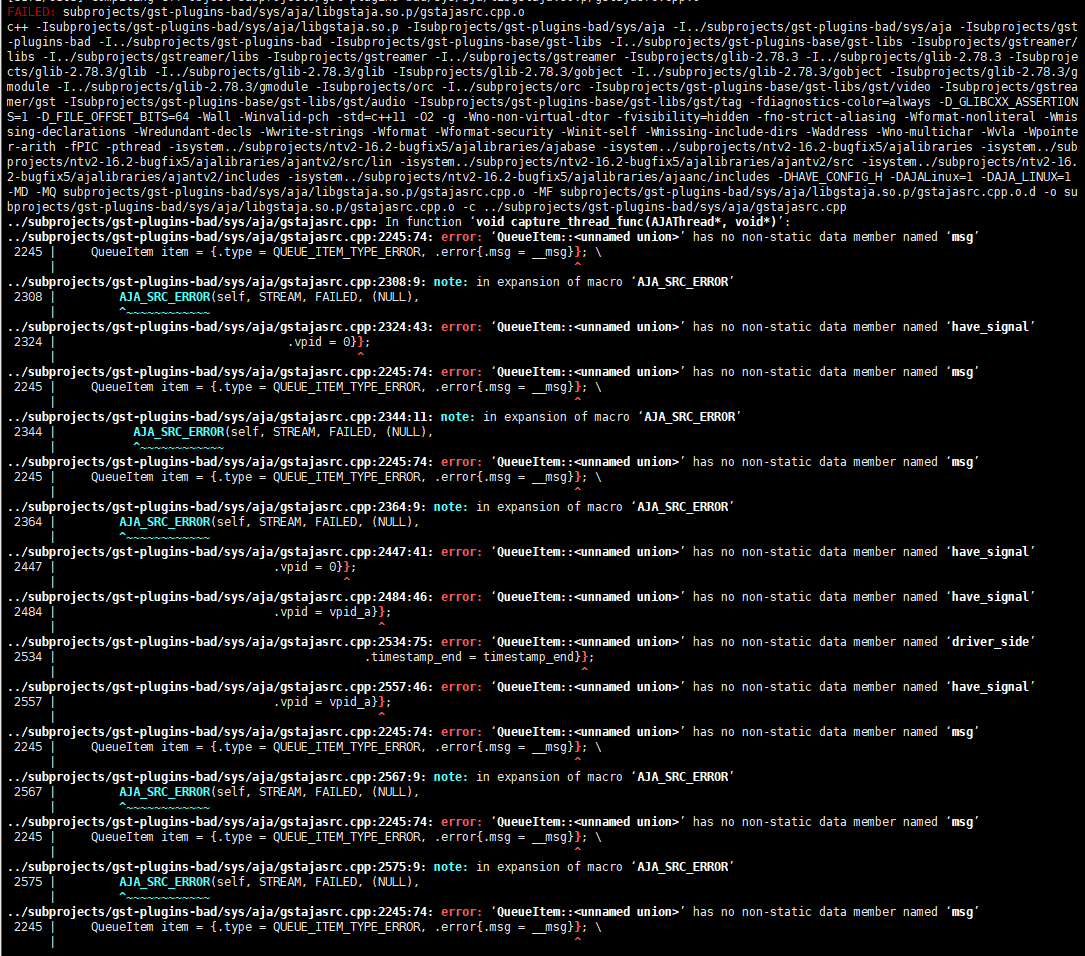 FAILED: subprojects/gst-plugins-bad/sys/aja/libgstaja.so.p/gstajasrc.cpp.o
c++ -Isubprojects/gst-plugins-bad/sys/aja/libgstaja.so.p -Isubprojects/gst-plugins-bad/sys/aja -I../subprojects/gst-plugins-bad/sys/aja -Isubprojects/gst
-plugins-bad -I../subprojects/gst-plugins-bad -Isubprojects/gst-plugins-base/gst-libs -I../subprojects/gst-plugins-base/gst-libs -Isubprojects/gstreamer/
libs -I../subprojects/gstreamer/libs -Isubprojects/gstreamer -I../subprojects/gstreamer -Isubprojects/glib-2.78.3 -I../subprojects/glib-2.78.3 -Isubproje
cts/glib-2.78.3/glib -I../subprojects/glib-2.78.3/glib -Isubprojects/glib-2.78.3/gobject -I../subprojects/glib-2.78.3/gobject -Isubprojects/glib-2.78.3/g
module -I../subprojects/glib-2.78.3/gmodule -Isubprojects/orc -I../subprojects/orc -Isubprojects/gst-plugins-base/gst-libs/gst/video -Isubprojects/gstrea
mer/gst -Isubprojects/gst-plugins-base/gst-libs/gst/audio -Isubprojects/gst-plugins-base/gst-libs/gst/tag -fdiagnostics-color=always -D_GLIBCXX_ASSERTION
S=1 -D_FILE_OFFSET_BITS=64 -Wall -Winvalid-pch -std=c++11 -O2 -g -Wno-non-virtual-dtor -fvisibility=hidden -fno-strict-aliasing -Wformat-nonliteral -Wmis
sing-declarations -Wredundant-decls -Wwrite-strings -Wformat -Wformat-security -Winit-self -Wmissing-include-dirs -Waddress -Wno-multichar -Wvla -Wpointe
r-arith -fPIC -pthread -isystem../subprojects/ntv2-16.2-bugfix5/ajalibraries/ajabase -isystem../subprojects/ntv2-16.2-bugfix5/ajalibraries -isystem../sub
projects/ntv2-16.2-bugfix5/ajalibraries/ajantv2/src/lin -isystem../subprojects/ntv2-16.2-bugfix5/ajalibraries/ajantv2/src -isystem../subprojects/ntv2-16.
2-bugfix5/ajalibraries/ajantv2/includes -isystem../subprojects/ntv2-16.2-bugfix5/ajalibraries/ajaanc/includes -DHAVE_CONFIG_H -DAJALinux=1 -DAJA_LINUX=1
-MD -MQ subprojects/gst-plugins-bad/sys/aja/libgstaja.so.p/gstajasrc.cpp.o -MF subprojects/gst-plugins-bad/sys/aja/libgstaja.so.p/gstajasrc.cpp.o.d -o su
bprojects/gst-plugins-bad/sys/aja/libgstaja.so.p/gstajasrc.cpp.o -c ../subprojects/gst-plugins-bad/sys/aja/gstajasrc.cpp
../subprojects/gst-plugins-bad/sys/aja/gstajasrc.cpp: In function ‘void capture_thread_func(AJAThread*, void*)’:
../subprojects/gst-plugins-bad/sys/aja/gstajasrc.cpp:2245:74: error: ‘QueueItem::<unnamed union>’ has no non-static data member named ‘msg’
2245 |     QueueItem item = {.type = QUEUE_ITEM_TYPE_ERROR, .error{.msg = __msg}}; \
|                                                                          ^
../subprojects/gst-plugins-bad/sys/aja/gstajasrc.cpp:2308:9: note: in expansion of macro ‘AJA_SRC_ERROR’
2308 |         AJA_SRC_ERROR(self, STREAM, FAILED, (NULL),
|         ^~~~~~~~~~~~~
../subprojects/gst-plugins-bad/sys/aja/gstajasrc.cpp:2324:43: error: ‘QueueItem::<unnamed union>’ has no non-static data member named ‘have_signal’
2324 |                                 .vpid = 0}};
|                                           ^
../subprojects/gst-plugins-bad/sys/aja/gstajasrc.cpp:2245:74: error: ‘QueueItem::<unnamed union>’ has no non-static data member named ‘msg’
2245 |     QueueItem item = {.type = QUEUE_ITEM_TYPE_ERROR, .error{.msg = __msg}}; \
|                                                                          ^
../subprojects/gst-plugins-bad/sys/aja/gstajasrc.cpp:2344:11: note: in expansion of macro ‘AJA_SRC_ERROR’
2344 |           AJA_SRC_ERROR(self, STREAM, FAILED, (NULL),
|           ^~~~~~~~~~~~~
../subprojects/gst-plugins-bad/sys/aja/gstajasrc.cpp:2245:74: error: ‘QueueItem::<unnamed union>’ has no non-static data member named ‘msg’
2245 |     QueueItem item = {.type = QUEUE_ITEM_TYPE_ERROR, .error{.msg = __msg}}; \
|                                                                          ^
../subprojects/gst-plugins-bad/sys/aja/gstajasrc.cpp:2364:9: note: in expansion of macro ‘AJA_SRC_ERROR’
2364 |         AJA_SRC_ERROR(self, STREAM, FAILED, (NULL),
|         ^~~~~~~~~~~~~
../subprojects/gst-plugins-bad/sys/aja/gstajasrc.cpp:2447:41: error: ‘QueueItem::<unnamed union>’ has no non-static data member named ‘have_signal’
2447 |                               .vpid = 0}};
|                                         ^
../subprojects/gst-plugins-bad/sys/aja/gstajasrc.cpp:2484:46: error: ‘QueueItem::<unnamed union>’ has no non-static data member named ‘have_signal’
2484 |                               .vpid = vpid_a}};
|                                              ^
../subprojects/gst-plugins-bad/sys/aja/gstajasrc.cpp:2534:75: error: ‘QueueItem::<unnamed union>’ has no non-static data member named ‘driver_side’
2534 |                                            .timestamp_end = timestamp_end}};
|                                                                           ^
../subprojects/gst-plugins-bad/sys/aja/gstajasrc.cpp:2557:46: error: ‘QueueItem::<unnamed union>’ has no non-static data member named ‘have_signal’
2557 |                               .vpid = vpid_a}};
|                                              ^
../subprojects/gst-plugins-bad/sys/aja/gstajasrc.cpp:2245:74: error: ‘QueueItem::<unnamed union>’ has no non-static data member named ‘msg’
2245 |     QueueItem item = {.type = QUEUE_ITEM_TYPE_ERROR, .error{.msg = __msg}}; \
|                                                                          ^
../subprojects/gst-plugins-bad/sys/aja/gstajasrc.cpp:2567:9: note: in expansion of macro ‘AJA_SRC_ERROR’
2567 |         AJA_SRC_ERROR(self, STREAM, FAILED, (NULL),
|         ^~~~~~~~~~~~~
../subprojects/gst-plugins-bad/sys/aja/gstajasrc.cpp:2245:74: error: ‘QueueItem::<unnamed union>’ has no non-static data member named ‘msg’
2245 |     QueueItem item = {.type = QUEUE_ITEM_TYPE_ERROR, .error{.msg = __msg}}; \
|                                                                          ^
../subprojects/gst-plugins-bad/sys/aja/gstajasrc.cpp:2575:9: note: in expansion of macro ‘AJA_SRC_ERROR’
2575 |         AJA_SRC_ERROR(self, STREAM, FAILED, (NULL),
|         ^~~~~~~~~~~~~
../subprojects/gst-plugins-bad/sys/aja/gstajasrc.cpp:2245:74: error: ‘QueueItem::<unnamed union>’ has no non-static data member named ‘msg’
2245 |     QueueItem item = {.type = QUEUE_ITEM_TYPE_ERROR, .error{.msg = __msg}}; \
|                                                                          ^